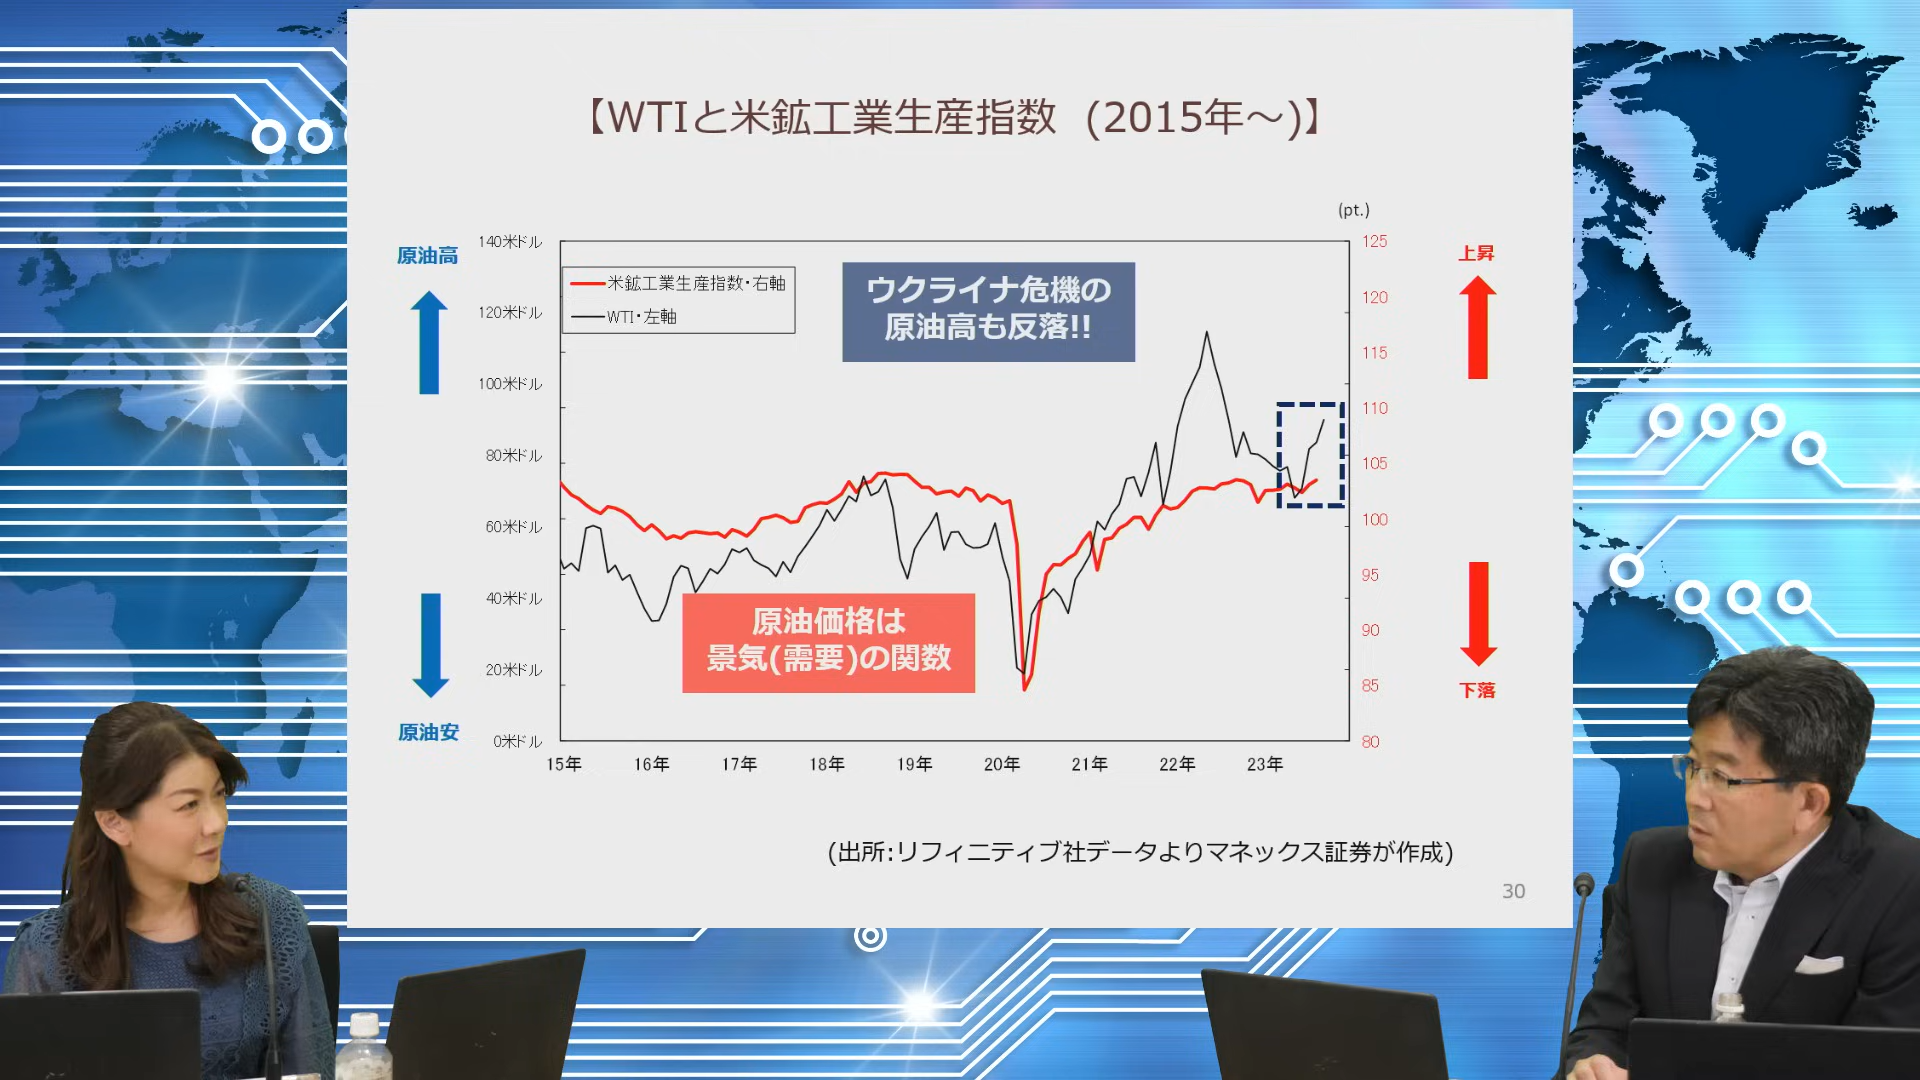 【WTIと米鉱工業生産指数 (2015年～)】
(pt.)
原油高
原油安
140米ドル
120米ドル
100米ドル
80米ドル
60米ドル
40米ドル
20米ドル
0米ドル
米鉱工業生産指数・右軸
WTI・左軸
ウクライナ危機の
原油高も反落!!
原油価格は
景気(需要)の関数
125
120
115
110
105
100
95
90
85
80
上昇
下落
15年 16年 17年 18年 19年 20年 21年 22年 23年
(出所:リフィニティブ社データよりマネックス証券が作成)
30